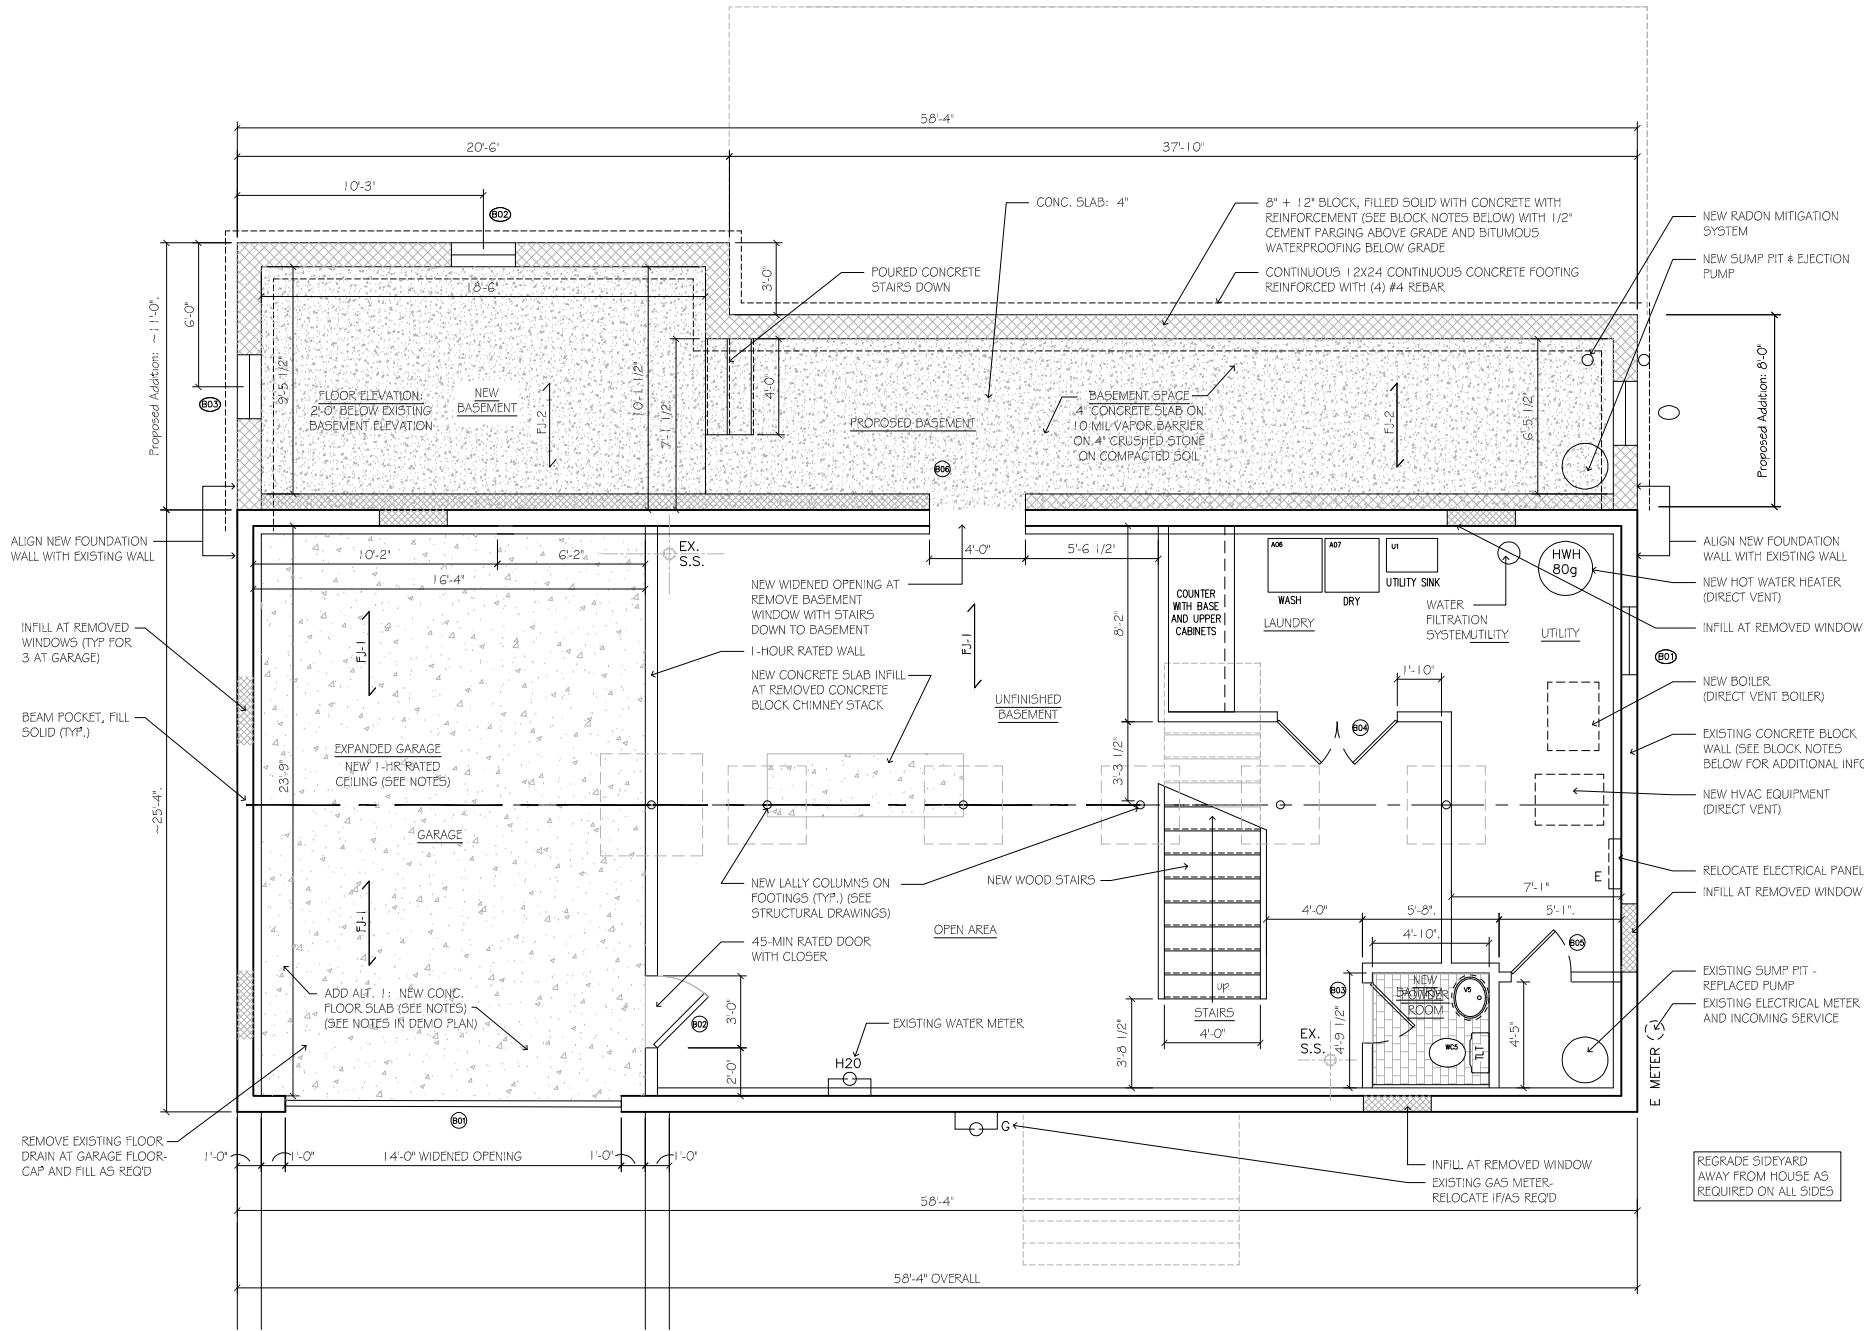 58'-4"
20'-6"
37'-10"
10'-3"
B02
CONC. SLAB: 4"
8" + 12" BLOCK, FILLED SOLID WITH CONCRETE WITH
REINFORCEMENT (SEE BLOCK NOTES BELOW) WITH 1/2"
CEMENT PARGING ABOVE GRADE AND BITUMOUS
WATERPROOFING BELOW GRADE
CONTINUOUS 12X24 CONTINUOUS CONCRETE FOOTING
REINFORCED WITH (4) #4 REBAR
NEW RADON MITIGATION
SYSTEM
NEW SUMP PIT & EJECTION
PUMP
POURED CONCRETE
STAIRS DOWN
3'-0"
18'-6"
6'-0"
Proposed Addition: ~11'-0".
9'-5 1/2"
10'-1 1/2"
7'-1 1/2"
4'-0"
6'-5 1/2"
Proposed Addition: 8'-0"
B03
FLOOR ELEVATION:
2'-0" BELOW EXISTING
BASEMENT ELEVATION
NEW
BASEMENT
FJ-2
PROPOSED BASEMENT
BASEMENT SPACE
4" CONCRETE SLAB ON
10 MIL VAPOR BARRIER
ON 4" CRUSHED STONE
ON COMPACTED SOIL
FJ-2
B06
ALIGN NEW FOUNDATION
WALL WITH EXISTING WALL
10'-2"
6'-2"
16'-4"
EX.
S.S.
4'-0"
5'-6 1/2"
A06
A07
U1
WASH
DRY
UTILITY SINK
HWH
80g
ALIGN NEW FOUNDATION
WALL WITH EXISTING WALL
NEW HOT WATER HEATER
(DIRECT VENT)
NEW WIDENED OPENING AT
REMOVE BASEMENT
WINDOW WITH STAIRS
DOWN TO BASEMENT
COUNTER
WITH BASE
AND UPPER
CABINETS
LAUNDRY
WATER
FILTRATION
SYSTEM
UTILITY
UTILITY
INFILL AT REMOVED WINDOW
INFILL AT REMOVED
WINDOWS (TYP FOR
3 AT GARAGE)
FJ-1
FJ-1
8'-2"
1-HOUR RATED WALL
B01
NEW CONCRETE SLAB INFILL
AT REMOVED CONCRETE
BLOCK CHIMNEY STACK
1'-10"
NEW BOILER
(DIRECT VENT BOILER)
UNFINISHED
BASEMENT
BEAM POCKET, FILL
SOLID (TYP.)
B04
EXPANDED GARAGE
NEW 1-HR RATED
CEILING (SEE NOTES)
23'-9"
3'-3 1/2"
EXISTING CONCRETE BLOCK
WALL (SEE BLOCK NOTES
BELOW FOR ADDITIONAL INFO
~25'-4".
NEW HVAC EQUIPMENT
(DIRECT VENT)
GARAGE
NEW LALLY COLUMNS ON
FOOTINGS (TYP.) (SEE
STRUCTURAL DRAWINGS)
NEW WOOD STAIRS
E
RELOCATE ELECTRICAL PANEL
7'-1"
INFILL AT REMOVED WINDOW
FJ-1
4'-0"
5'-8".
5'-1".
OPEN AREA
4'-10".
45-MIN RATED DOOR
WITH CLOSER
B05
EXISTING SUMP PIT -
REPLACED PUMP
ADD ALT. 1: NEW CONC.
FLOOR SLAB (SEE NOTES)
(SEE NOTES IN DEMO PLAN)
UP
B03
NEW
POWDER
ROOM
V5
3'-0"
B02
STAIRS
4'-0"
EXISTING ELECTRICAL METER
AND INCOMING SERVICE
EXISTING WATER METER
EX.
S.S.
4'-9 1/2"
4'-5"
WC5
TLT
3'-8 1/2"
2'-0"
H20
E METER
B01
G
REMOVE EXISTING FLOOR
DRAIN AT GARAGE FLOOR-
CAP AND FILL AS REQ'D
1'-0"
1'-0"
14'-0" WIDENED OPENING
1'-0"
1'-0"
INFILL AT REMOVED WINDOW
EXISTING GAS METER-
RELOCATE IF/AS REQ'D
REGRADE SIDEYARD
AWAY FROM HOUSE AS
REQUIRED ON ALL SIDES
58'-4"
58'-4" OVERALL